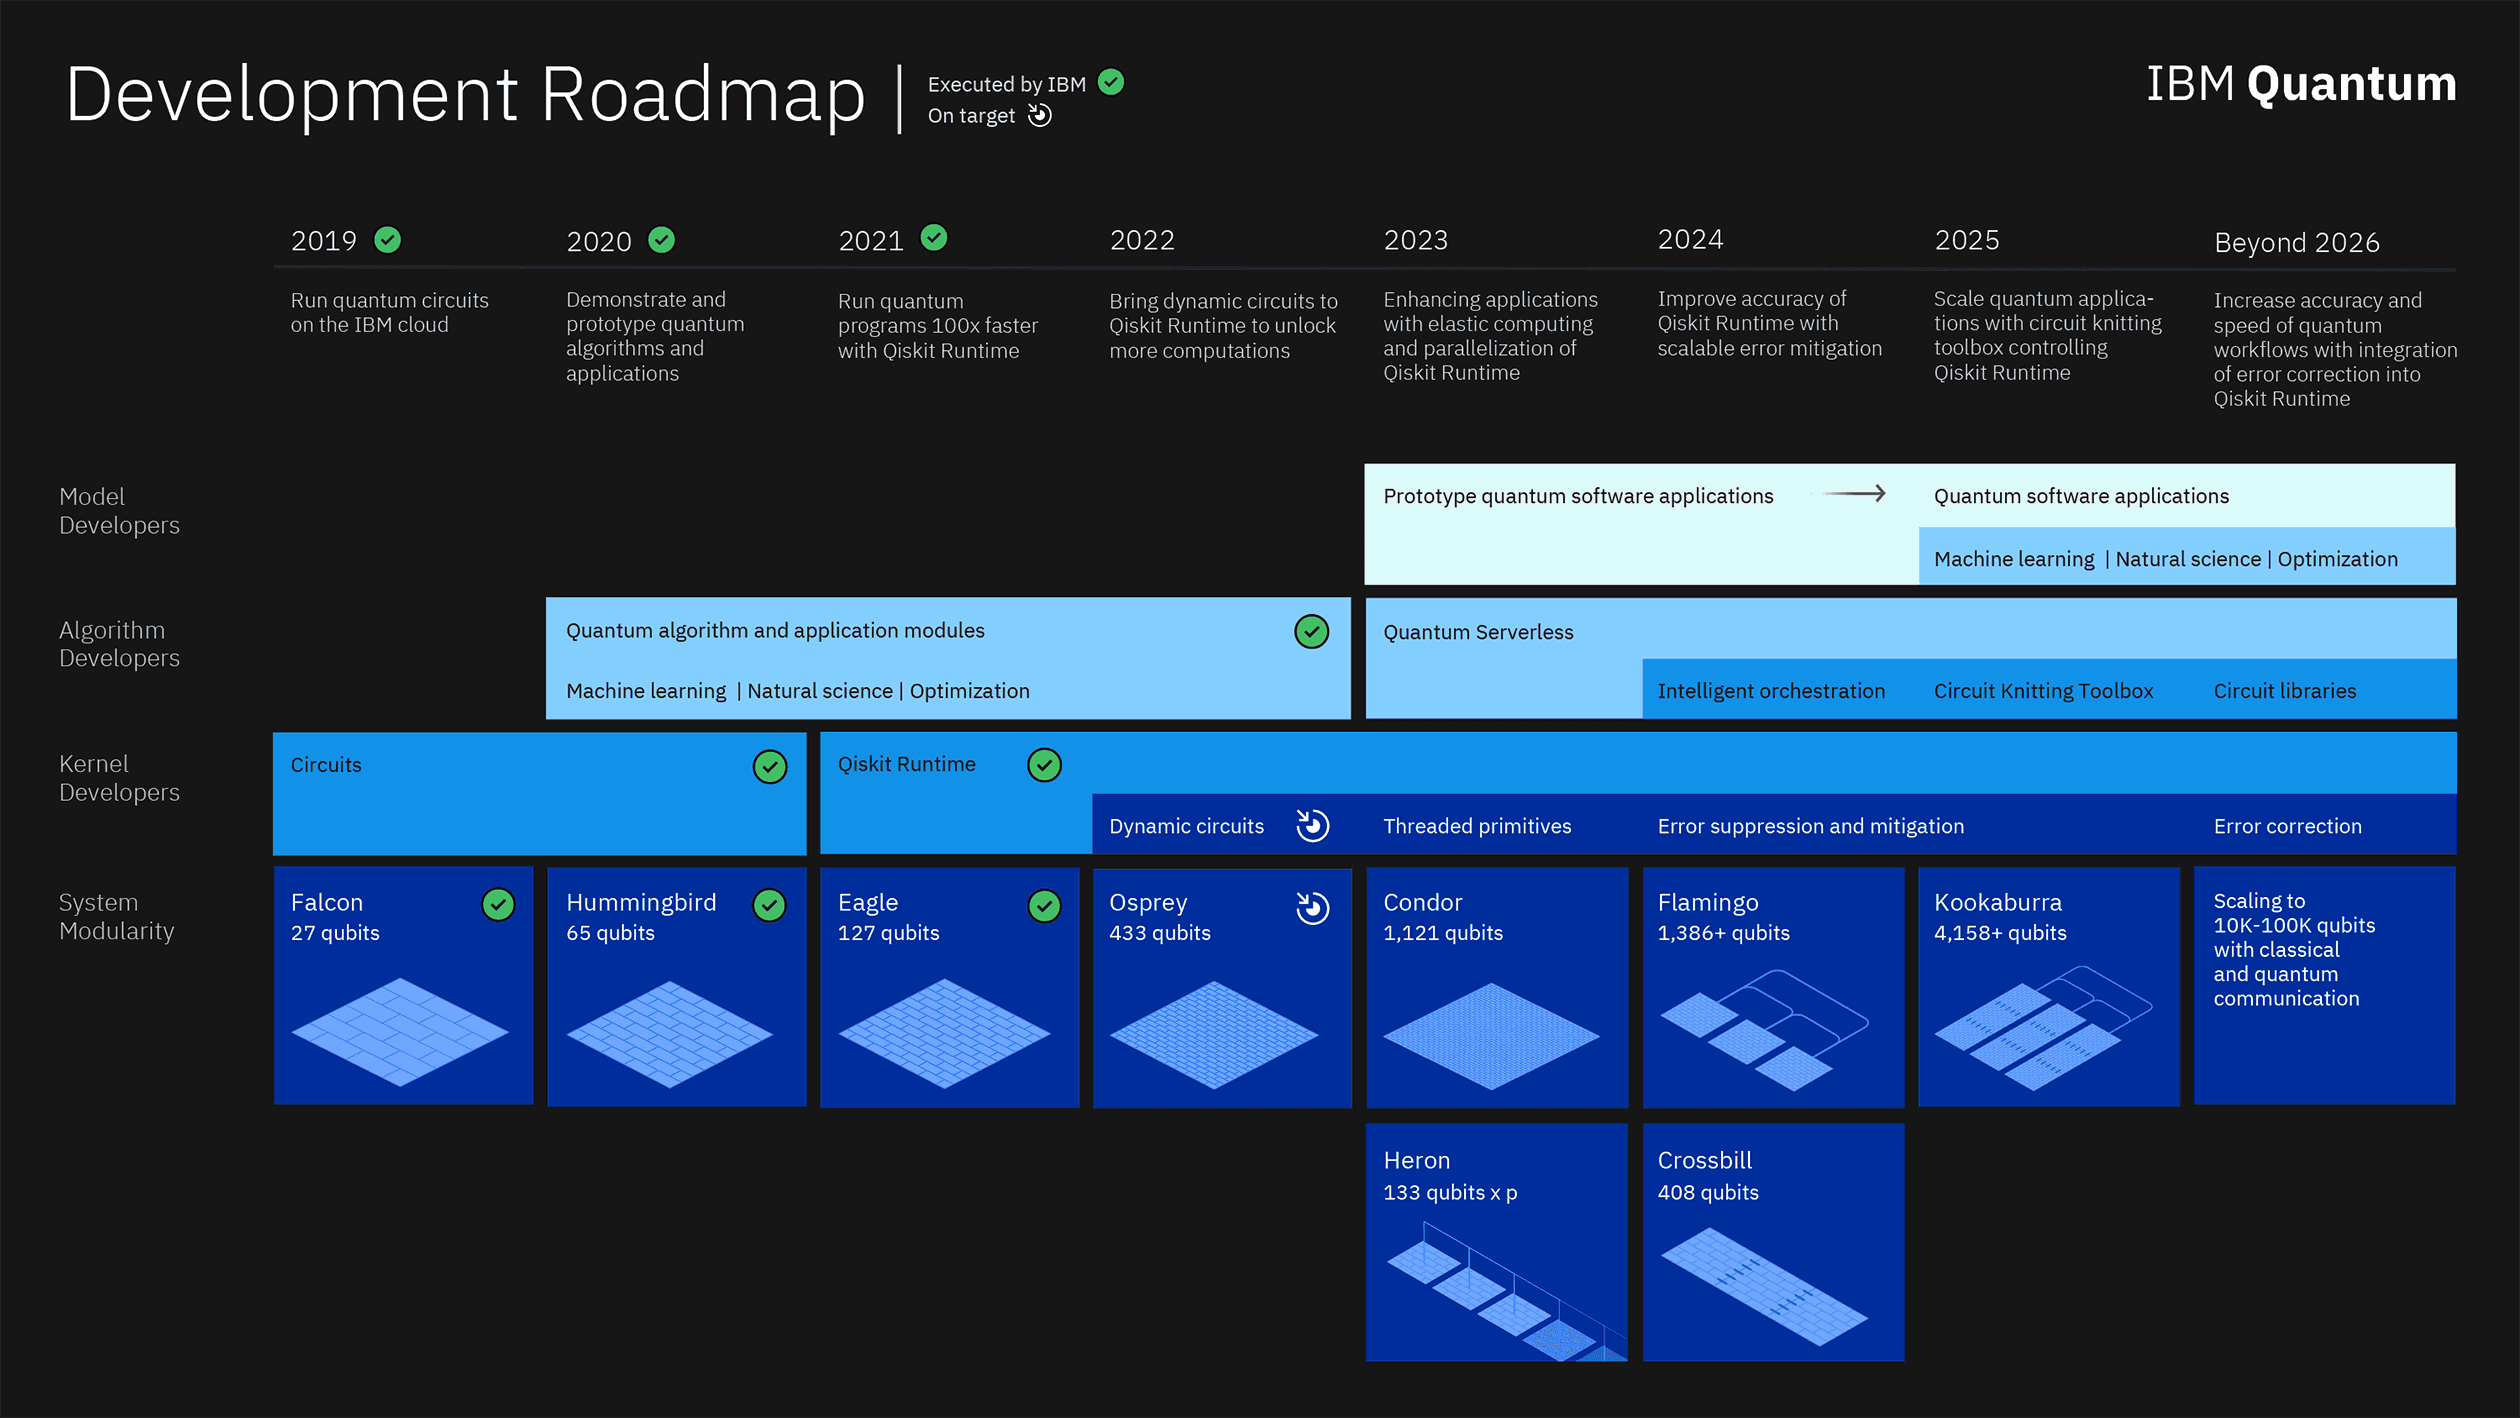 Development Roadmap
Executed by IBM
On target
IBM Quantum
2019
2020
2021
2022
2023
2024
2025
Beyond 2026
Run quantum circuits
on the IBM cloud
Demonstrate and
prototype quantum
algorithms and
applications
Run quantum
programs 100x faster
with Qiskit Runtime
Bring dynamic circuits to
Qiskit Runtime to unlock
more computations
Enhancing applications
with elastic computing
and parallelization of
Qiskit Runtime
Improve accuracy of
Qiskit Runtime with
scalable error mitigation
Scale quantum applica-
tions with circuit knitting
toolbox controlling
Qiskit Runtime
Increase accuracy and
speed of quantum
workflows with integration
of error correction into
Qiskit Runtime
Model
Developers
Prototype quantum software applications
Quantum software applications
Machine learning | Natural science | Optimization
Algorithm
Developers
Quantum algorithm and application modules
Machine learning | Natural science | Optimization
Quantum Serverless
Intelligent orchestration
Circuit Knitting Toolbox
Circuit libraries
Kernel
Developers
Circuits
Qiskit Runtime
Dynamic circuits
Threaded primitives
Error suppression and mitigation
Error correction
System
Modularity
Falcon
27 qubits
Hummingbird
65 qubits
Eagle
127 qubits
Osprey
433 qubits
Condor
1,121 qubits
Flamingo
1,386+ qubits
Kookaburra
4,158+ qubits
Scaling to
10K-100K qubits
with classical
and quantum
communication
Heron
133 qubits x p
Crossbill
408 qubits